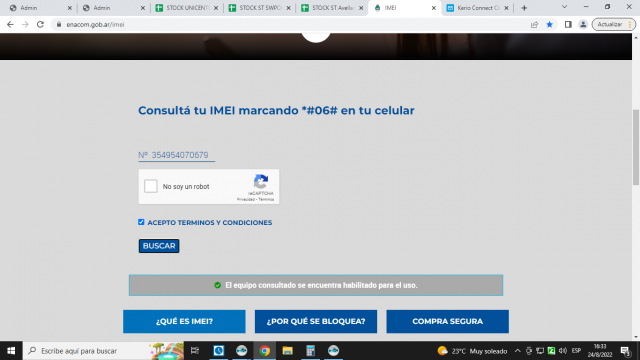 Admin
Admin
STOCK UNICENTO
STOCK ST SWPO
STOCK ST Avella
IMEI
Kerio Connect C
enacom.gob.ar/imei
Actualizar
Consultá tu IMEI marcando *#06# en tu celular
Nº 354954070679
No soy un robot
reCAPTCHA
Privacidad - Términos
ACEPTO TERMINOS Y CONDICIONES
BUSCAR
El equipo consultado se encuentra habilitado para el uso.
¿QUÉ ES IMEI?
¿POR QUÉ SE BLOQUEA?
COMPRA SEGURA
Escribe aquí para buscar
23°C Muy soleado
ESP
16:33
24/8/2022